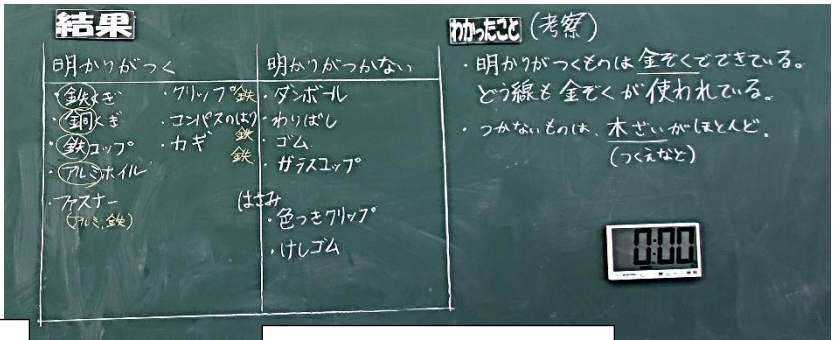 結果
明かりがつく
・鉄くぎ
・銅くぎ
・鉄コップ
・アルミホイル
・ファスナー
(アルミ、鉄)
・クリップ 鉄
・コンパスのはり 鉄
・カギ 鉄
はさみ
明かりがつかない
・ダンボール
・わりばし
・ゴム
・ガラスコップ
・色つきクリップ
・けしゴム
わかったこと (考察)
・明かりがつくものは金ぞくでできている。
どう線も金ぞくが使われている。
・つかないものは、木ざいがほとんど.
(つくえなど)
0:00